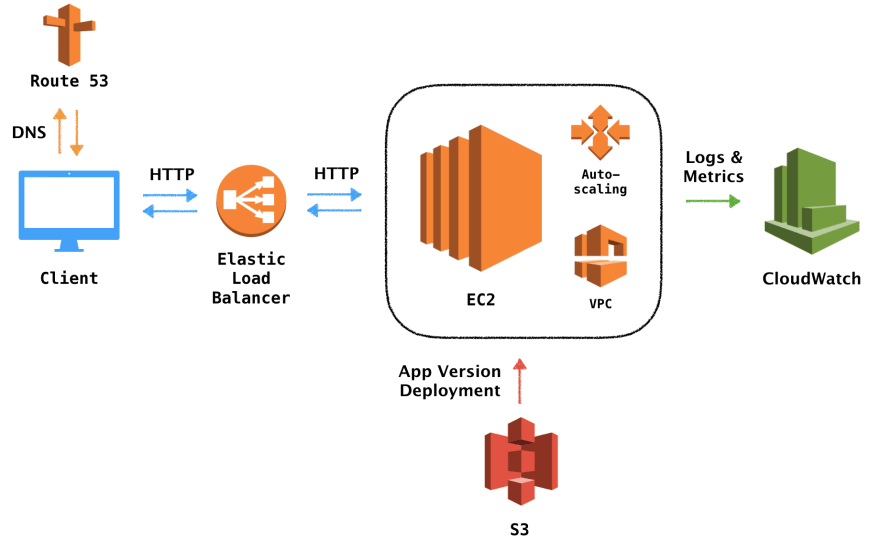 Route 53
DNS
HTTP
HTTP
Client
Elastic
Load
Balancer
EC2
Auto-
scaling
VPC
Logs &
Metrics
CloudWatch
App Version
Deployment
S3